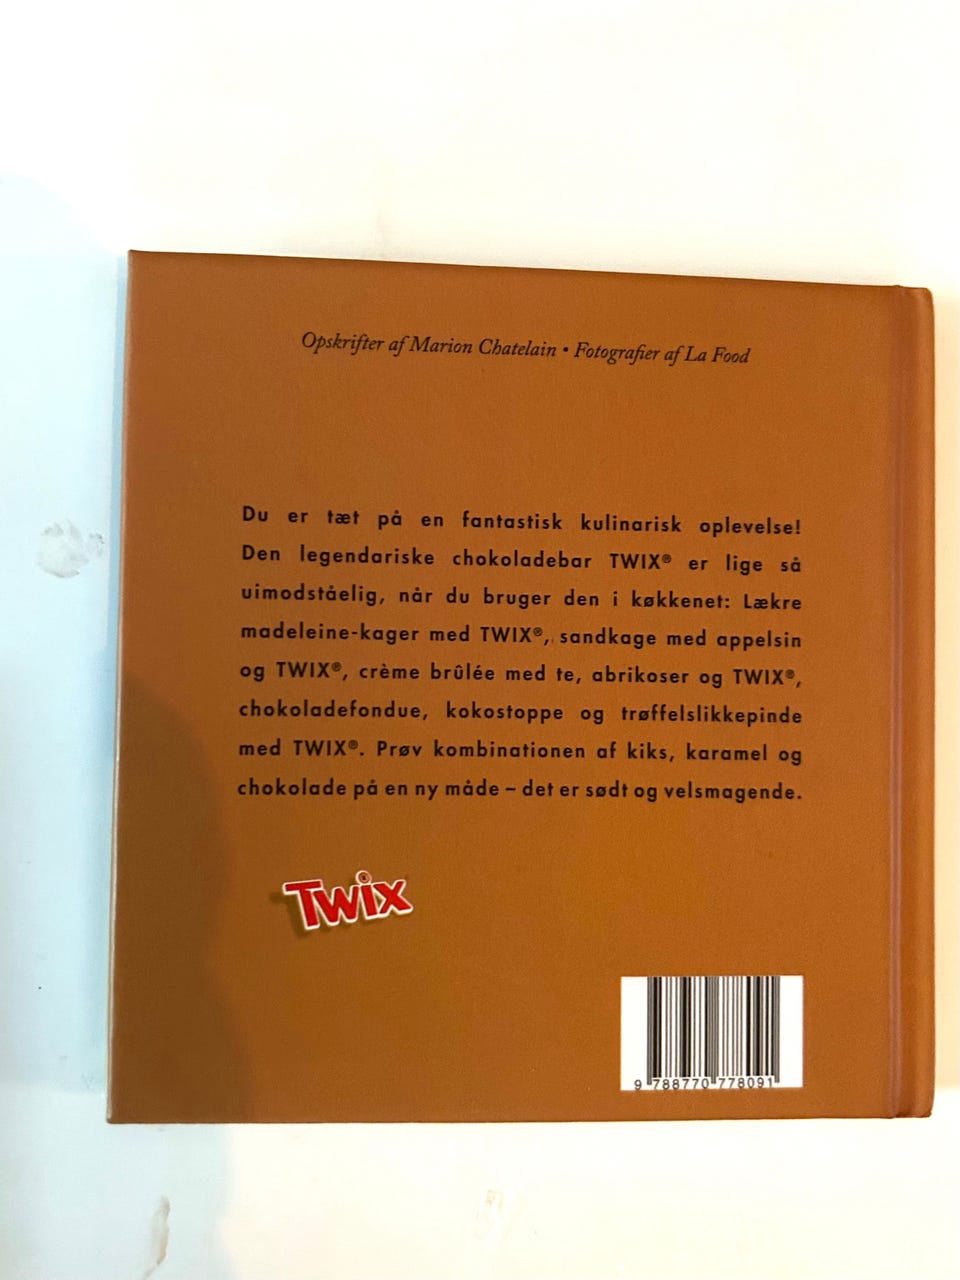 Opskrifter af Marion Chatelain • Fotografier af La Food
Du er tæt på en fantastisk kulinarisk oplevelse!
Den legendariske chokoladebar TWIX® er lige så
uimodståelig, når du bruger den i køkkenet: Lækre
madeleine-kager med TWIX®, sandkage med appelsin
og TWIX®, crème brûlée med te, abrikoser og TWIX®,
chokoladefondue, kokostoppe og trøffelslikkepinde
med TWIX®. Prøv kombinationen af kiks, karamel og
chokolade på en ny måde – det er sødt og velsmagende.
TWIX®
9 788770 778091